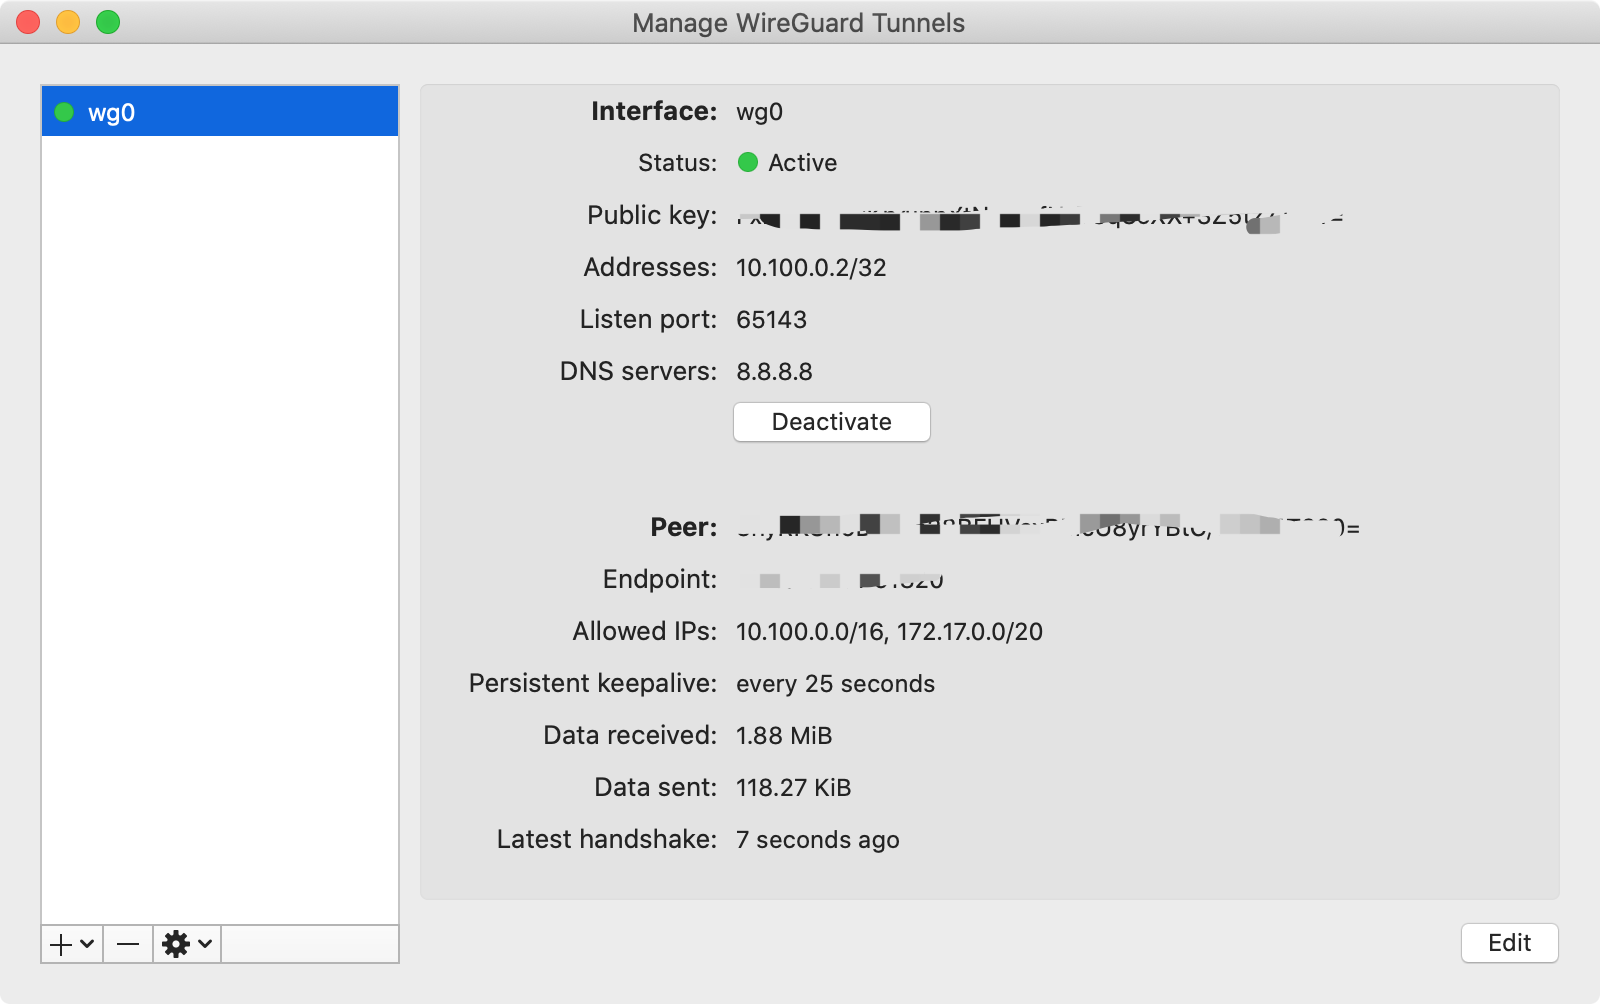 Manage WireGuard Tunnels
wg0
Interface: wg0
Status: Active
Public key:
Addresses: 10.100.0.2/32
Listen port: 65143
DNS servers: 8.8.8.8
Deactivate
Peer:
Endpoint:
Allowed IPs: 10.100.0.0/16, 172.17.0.0/20
Persistent keepalive: every 25 seconds
Data received: 1.88 MiB
Data sent: 118.27 KiB
Latest handshake: 7 seconds ago
Edit